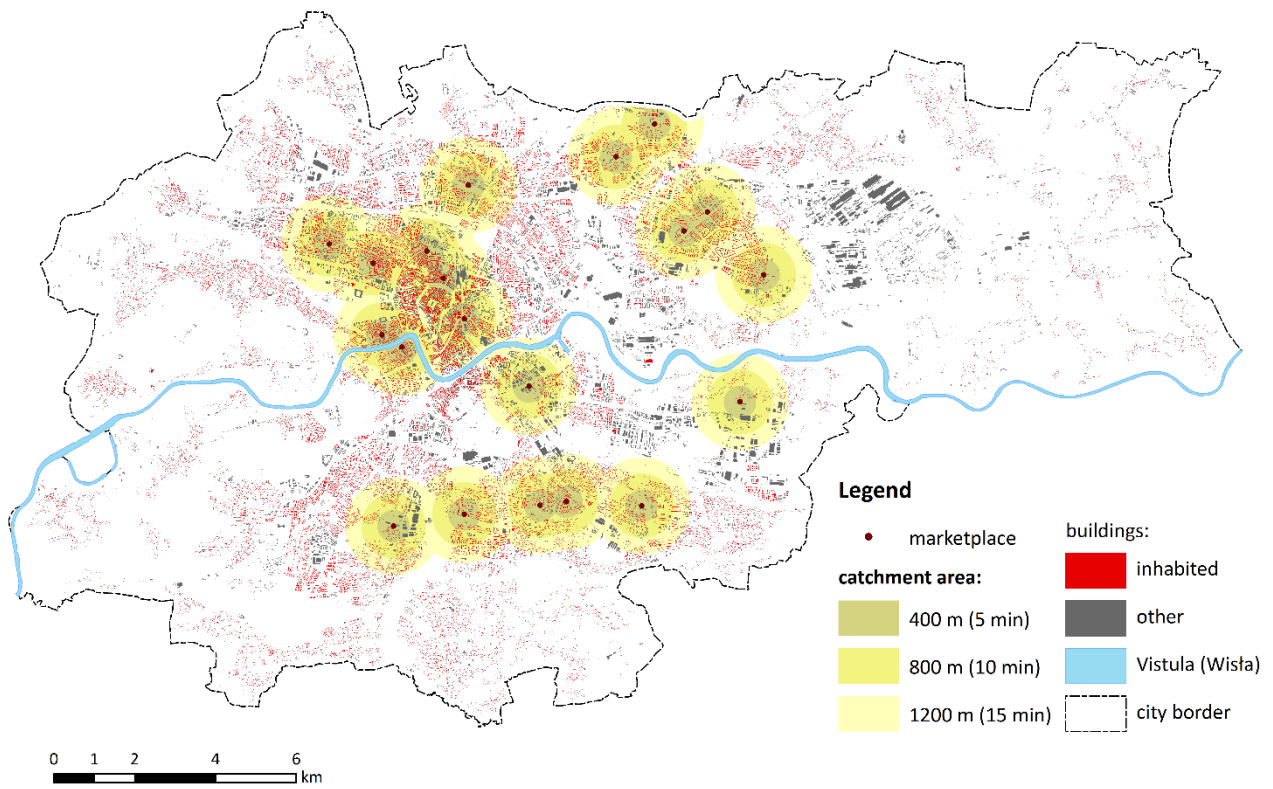 Legend
marketplace
catchment area:
400 m (5 min)
800 m (10 min)
1200 m (15 min)
buildings:
inhabited
other
Vistula (Wisła)
city border
0 1 2 4 6
km